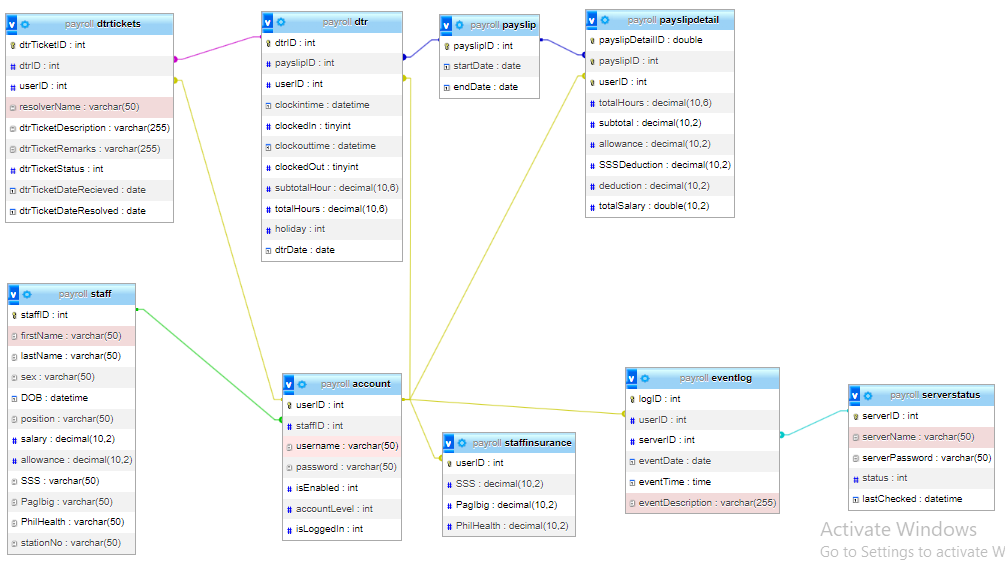 payroll dtrtickets
dtrTicketID : int
dtrID : int
userID : int
resolverName : varchar(50)
dtrTicketDescription : varchar(255)
dtrTicketRemarks : varchar(255)
dtrTicketStatus : int
dtrTicketDateRecieved : date
dtrTicketDateResolved : date
payroll dtr
dtrID : int
payslipID : int
userID : int
clockintime : datetime
clockedIn : tinyint
clockouttime : datetime
clockedOut : tinyint
subtotalHour : decimal(10,6)
totalHours : decimal(10,6)
holiday : int
dtrDate : date
payroll payslip
payslipID : int
startDate : date
endDate : date
payroll payslipdetail
payslipDetailID : double
payslipID : int
userID : int
totalHours : decimal(10,6)
subtotal : decimal(10,2)
allowance : decimal(10,2)
SSSDeduction : decimal(10,2)
deduction : decimal(10,2)
totalSalary : double(10,2)
payroll staff
staffID : int
firstName : varchar(50)
lastName : varchar(50)
sex : varchar(50)
DOB : datetime
position : varchar(50)
salary : decimal(10,2)
allowance : decimal(10,2)
SSS : varchar(50)
PagIbig : varchar(50)
PhilHealth : varchar(50)
stationNo : varchar(50)
payroll account
userID : int
staffID : int
username : varchar(50)
password : varchar(50)
isEnabled : int
accountLevel : int
isLoggedIn : int
payroll staffinsurance
userID : int
SSS : decimal(10,2)
PagIbig : decimal(10,2)
PhilHealth : decimal(10,2)
payroll eventlog
logID : int
userID : int
serverID : int
eventDate : date
eventTime : time
eventDescription : varchar(255)
payroll serverstatus
serverID : int
serverName : varchar(50)
serverPassword : varchar(50)
status : int
lastChecked : datetime
Activate Windows
Go to Settings to activate W